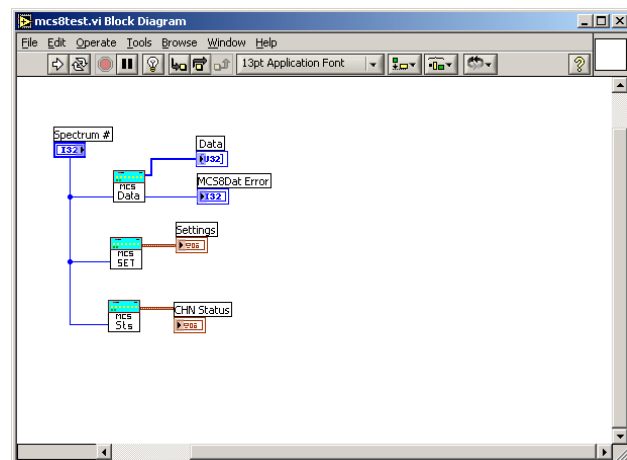 mcs8test.vi Block Diagram
File Edit Operate Tools Browse Window Help
13pt Application Font
Spectrum #
I32
Data
MCS
Data
MCS8Dat Error
I32
Settings
MCS
SET
CHN Status
MCS
Sts